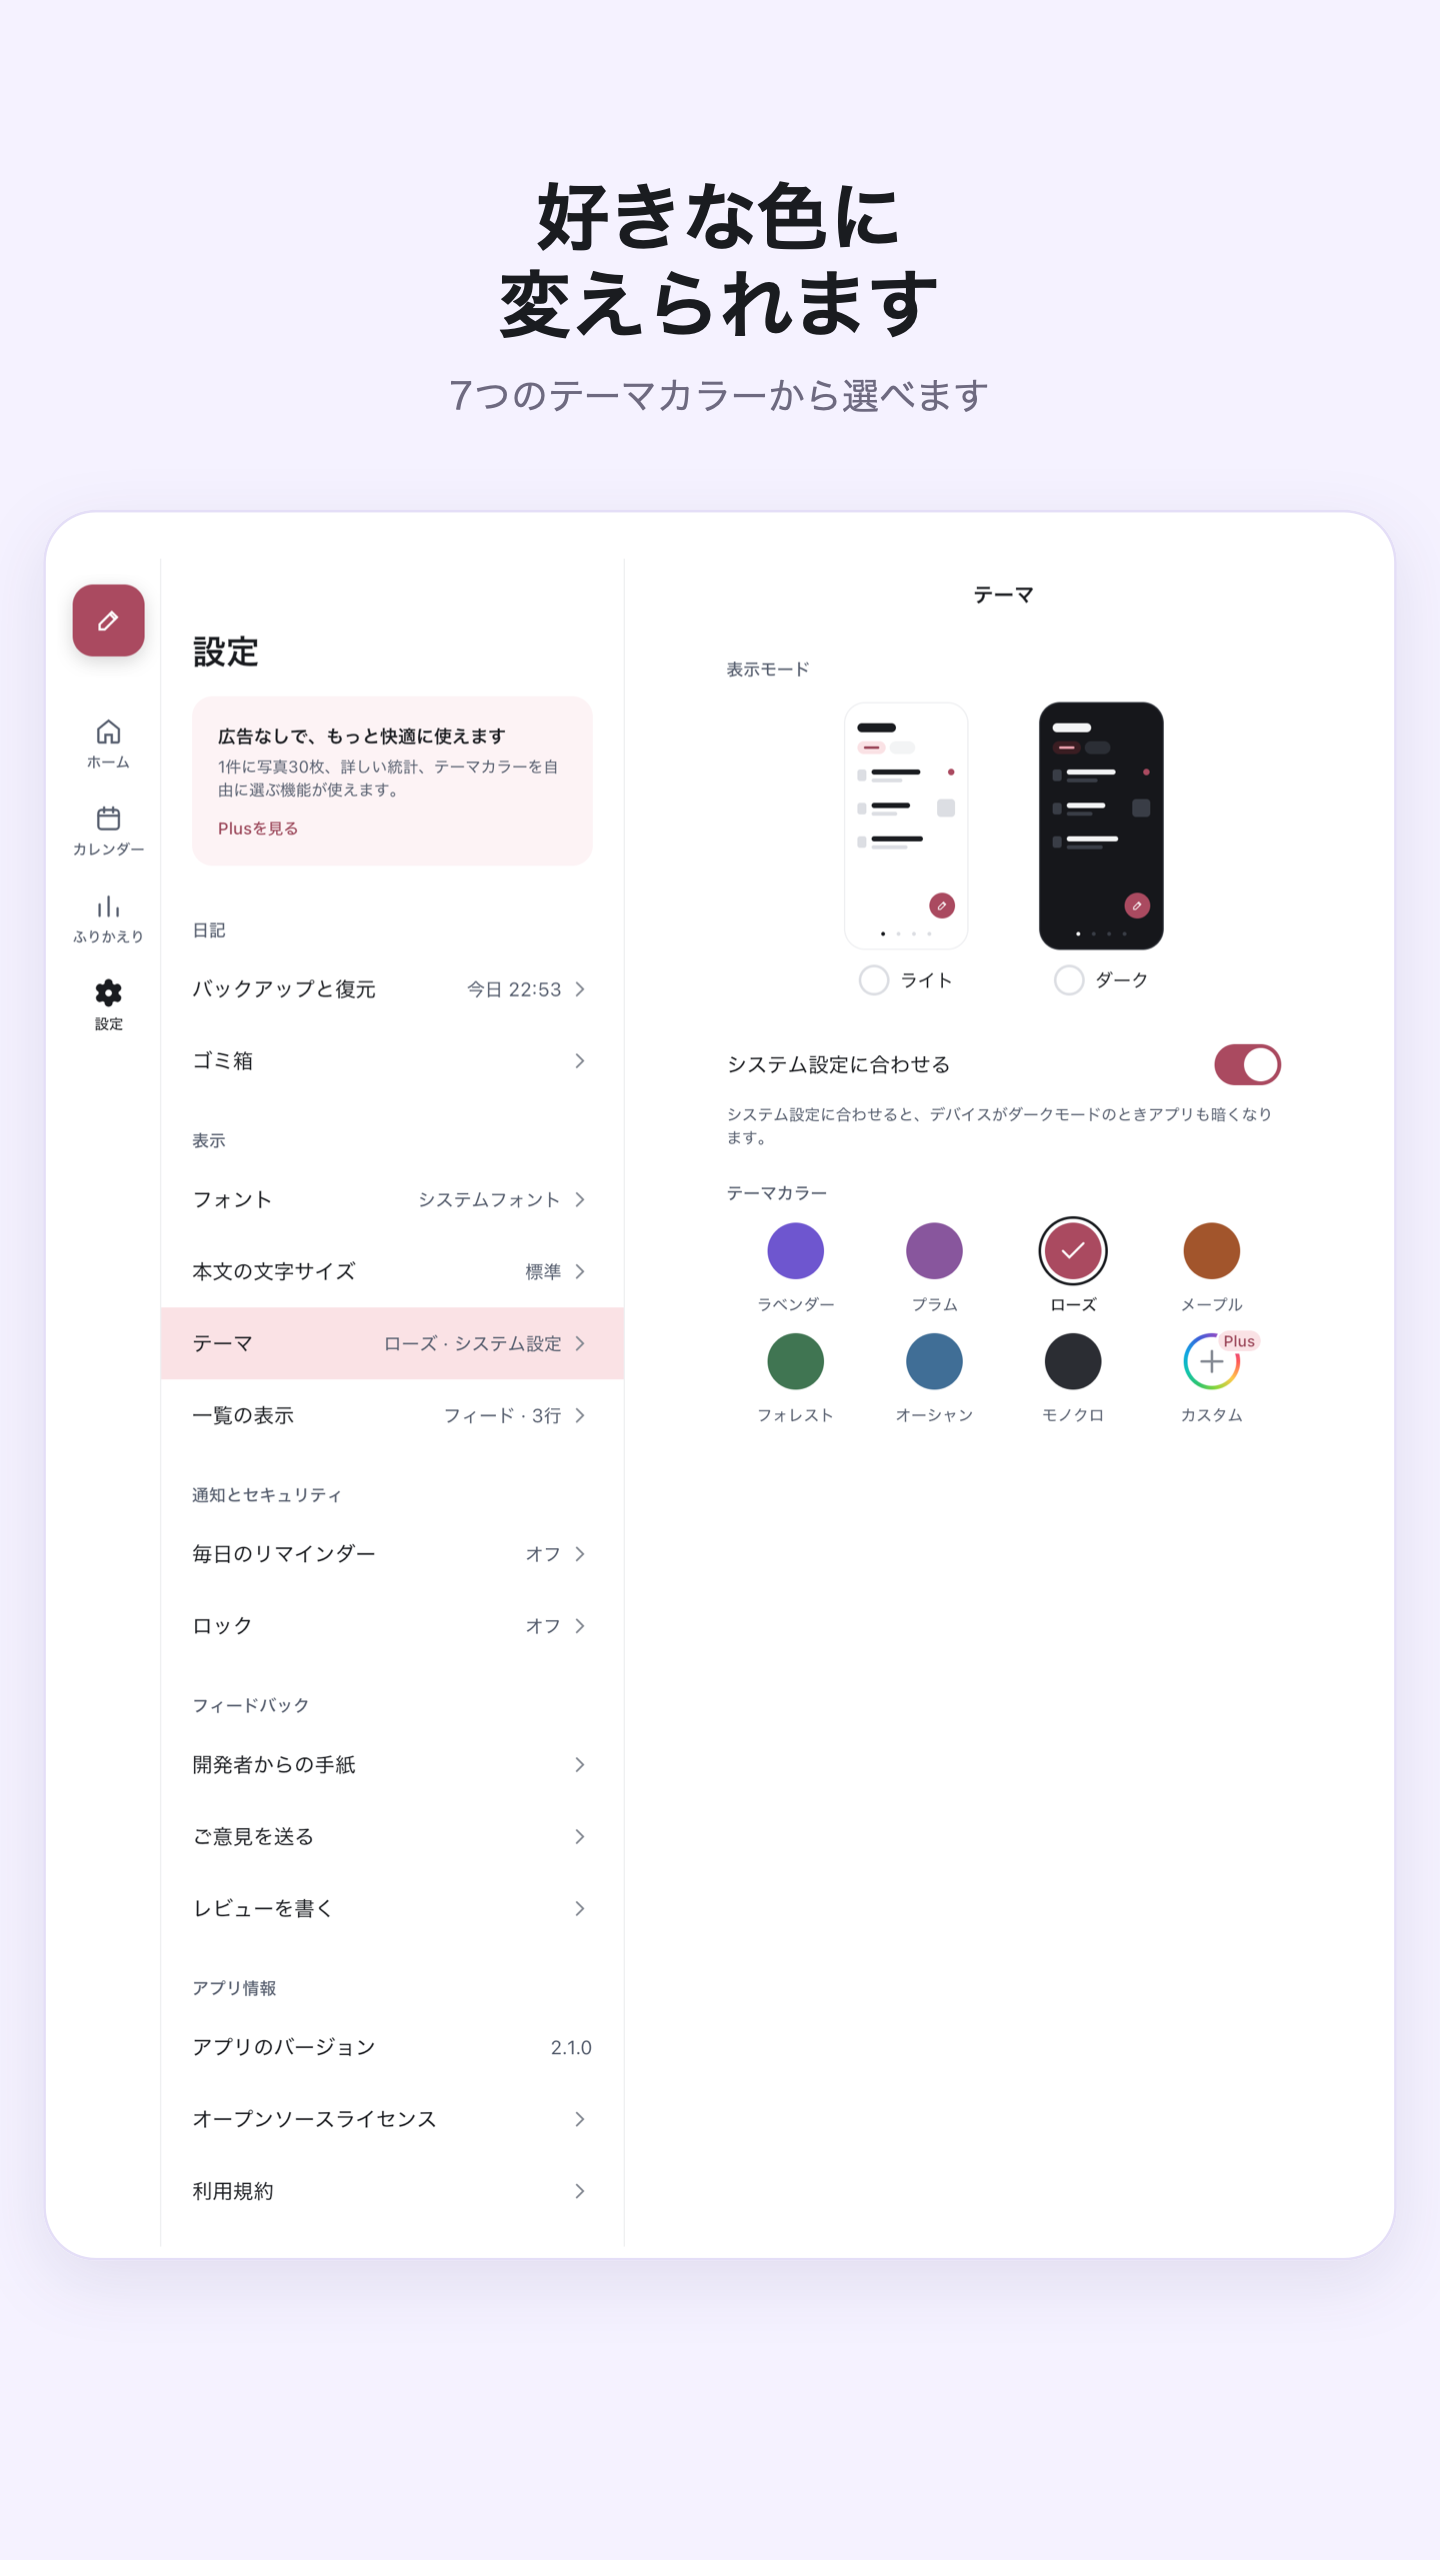 好きな色に
変えられます
7つのテーマカラーから選べます
ホーム
カレンダー
ふりかえり
設定
設定
広告なしで、もっと快適に使えます
1件に写真30枚、詳しい統計、テーマカラーを自
由に選ぶ機能が使えます。
Plusを見る
日記
バックアップと復元 今日 22:53
ゴミ箱
表示
フォント システムフォント
本文の文字サイズ 標準
テーマ ローズ · システム設定
一覧の表示 フィード · 3行
通知とセキュリティ
毎日のリマインダー オフ
ロック オフ
フィードバック
開発者からの手紙
ご意見を送る
レビューを書く
アプリ情報
アプリのバージョン 2.1.0
オープンソースライセンス
利用規約
テーマ
表示モード
ライト ダーク
システム設定に合わせる
システム設定に合わせると、デバイスがダークモードのときアプリも暗くなり
ます。
テーマカラー
ラベンダー プラム ローズ メープル
Plus
フォレスト オーシャン モノクロ カスタム